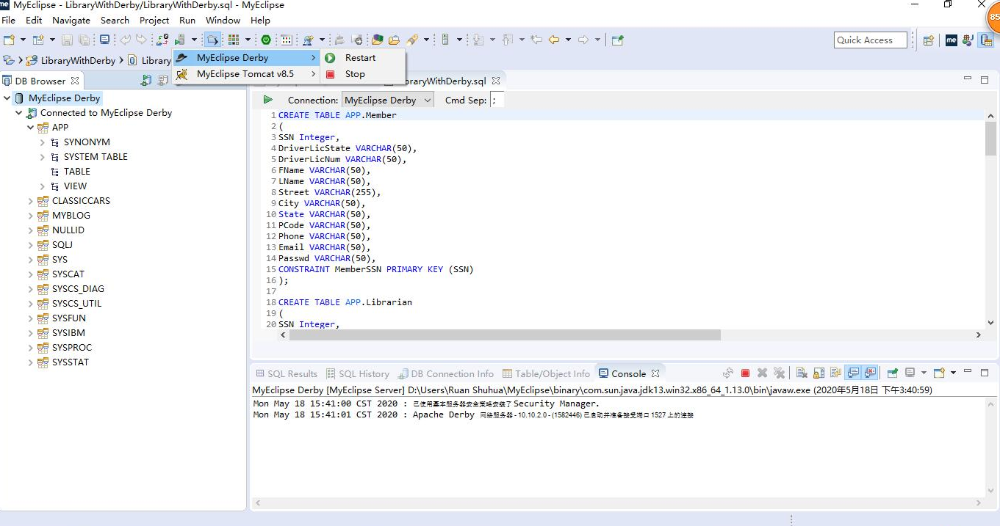 MyEclipse - LibraryWithDerby/LibraryWithDerby.sql - MyEclipse
85
File Edit Navigate Search Project Run Window Help
Quick Access
me
LibraryWithDerby
Library
MyEclipse Derby
Restart
MyEclipse Tomcat v8.5
Stop
DB Browser
braryWithDerby.sql
MyEclipse Derby
Connected to MyEclipse Derby
APP
SYNONYM
SYSTEM TABLE
TABLE
VIEW
CLASSICCARS
MYBLOG
NULLID
SQLJ
SYS
SYSCAT
SYSCS_DIAG
SYSCS_UTIL
SYSFUN
SYSIBM
SYSPROC
SYSSTAT
Connection: MyEclipse Derby Cmd Sep: ;
1 CREATE TABLE APP.Member
2 (
3 SSN Integer,
4 DriverLicState VARCHAR(50),
5 DriverLicNum VARCHAR(50),
6 FName VARCHAR(50),
7 LName VARCHAR(50),
8 Street VARCHAR(255),
9 City VARCHAR(50),
10 State VARCHAR(50),
11 PCode VARCHAR(50),
12 Phone VARCHAR(50),
13 Email VARCHAR(50),
14 Passwd VARCHAR(50),
15 CONSTRAINT MemberSSN PRIMARY KEY (SSN)
16 );
17
18 CREATE TABLE APP.Librarian
19 (
20 SSN Integer,
SQL Results SQL History DB Connection Info Table/Object Info Console
MyEclipse Derby [MyEclipse Server] D:\Users\Ruan Shuhua\MyEclipse\binary\com.sun.java.jdk13.win32.x86_64_1.13.0\bin\javaw.exe (2020年5月18日 下午3:40:59)
Mon May 18 15:41:00 CST 2020 : 已使用基本服务器安全策略安装了 Security Manager.
Mon May 18 15:41:01 CST 2020 : Apache Derby 网络服务器 - 10.10.2.0 - (1582446) 已启动并准备接受端口 1527 上的连接